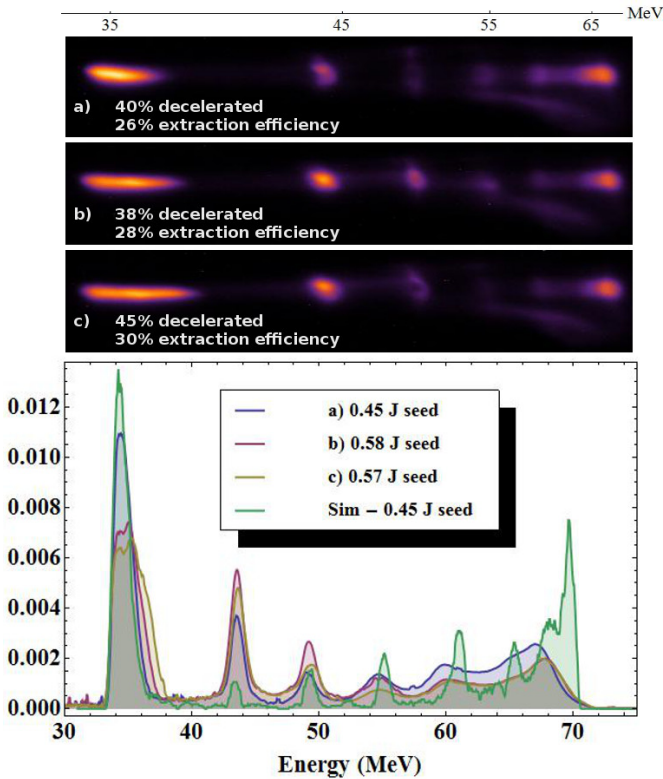 35 45 55 65 MeV
a) 40% decelerated
26% extraction efficiency
b) 38% decelerated
28% extraction efficiency
c) 45% decelerated
30% extraction efficiency
0.012
0.010
0.008
0.006
0.004
0.002
0.000
a) 0.45 J seed
b) 0.58 J seed
c) 0.57 J seed
Sim – 0.45 J seed
30 40 50 60 70
Energy (MeV)